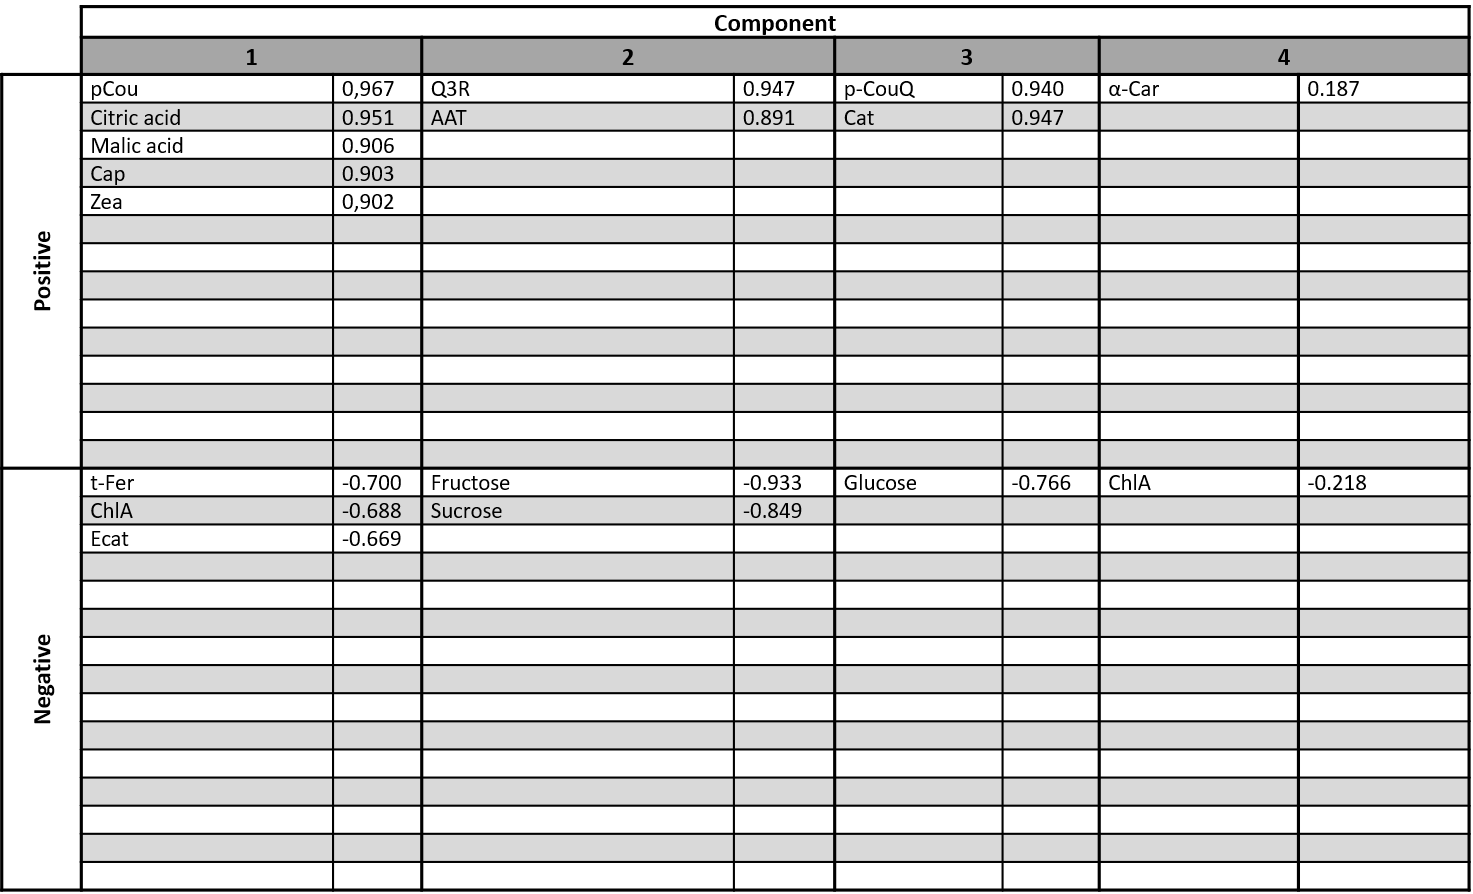 Component
1 2 3 4
Positive
pCou 0,967 Q3R 0.947 p-CouQ 0.940 α-Car 0.187
Citric acid 0.951 AAT 0.891 Cat 0.947
Malic acid 0.906
Cap 0.903
Zea 0,902
Negative
t-Fer -0.700 Fructose -0.933 Glucose -0.766 ChlA -0.218
ChlA -0.688 Sucrose -0.849
Ecat -0.669